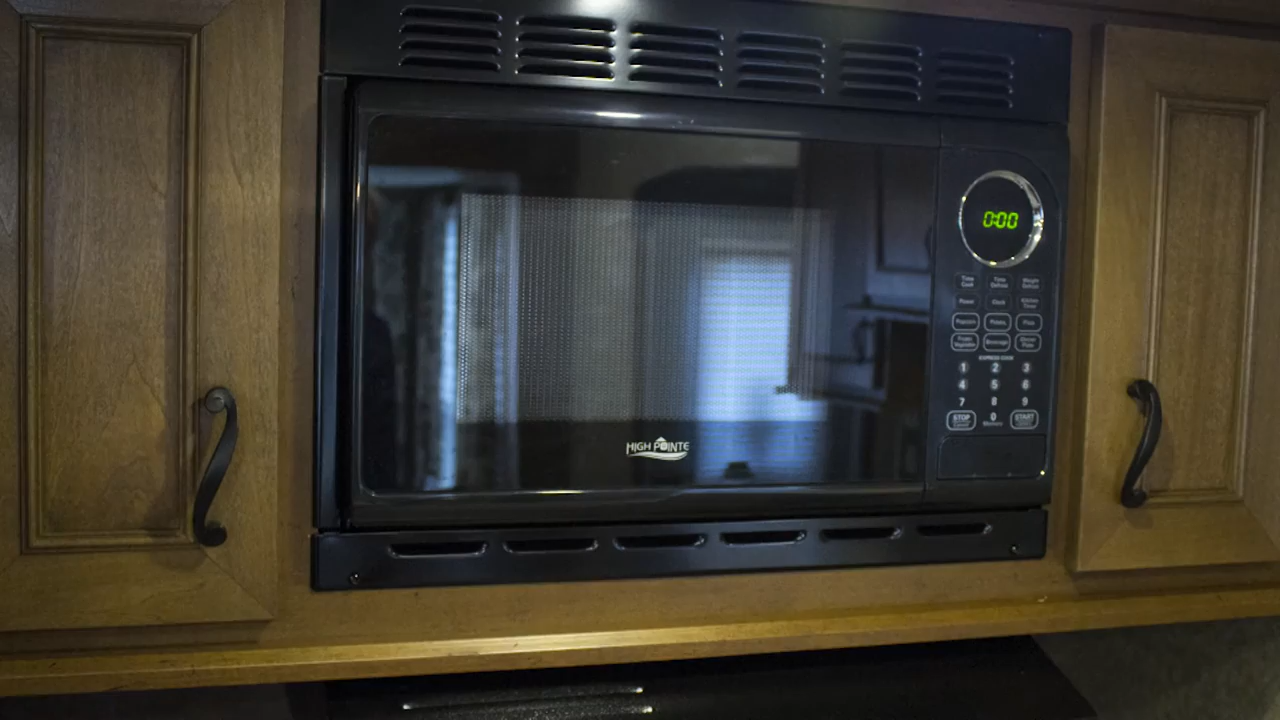 0:00
Time Cook
Time Defrost
Weight Defrost
Power
Clock
Kitchen Timer
Popcorn
Potato
Pizza
Frozen Vegetable
Beverage
Dinner Plate
EXPRESS COOK
1 2 3
4 5 6
7 8 9
STOP
0
START
Memory
HIGH POINTE